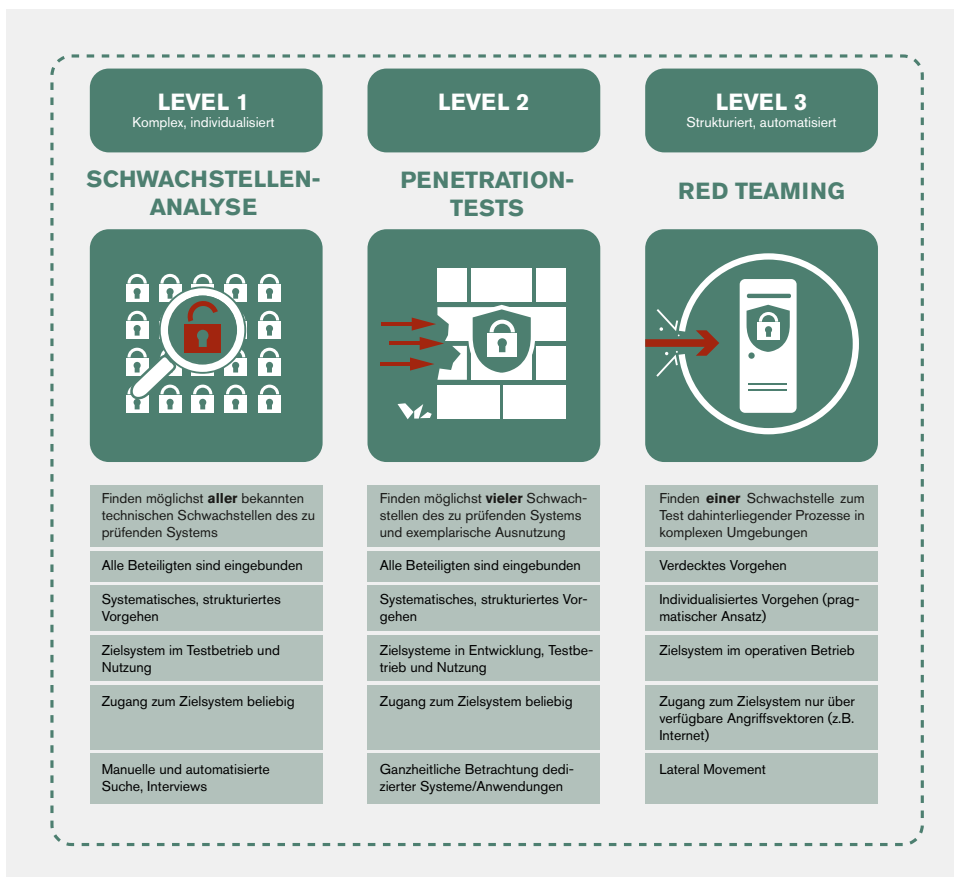 LEVEL 1
Komplex, individualisiert
SCHWACHSTELLEN-
ANALYSE
Finden möglichst aller bekannten
technischen Schwachstellen des zu
prüfenden Systems
Alle Beteiligten sind eingebunden
Systematisches, strukturiertes
Vorgehen
Zielsystem im Testbetrieb und
Nutzung
Zugang zum Zielsystem beliebig
Manuelle und automatisierte
Suche, Interviews
LEVEL 2
PENETRATION-
TESTS
Finden möglichst vieler Schwach-
stellen des zu prüfenden Systems
und exemplarische Ausnutzung
Alle Beteiligten sind eingebunden
Systematisches, strukturiertes Vor-
gehen
Zielsysteme in Entwicklung, Testbe-
trieb und Nutzung
Zugang zum Zielsystem beliebig
Ganzheitliche Betrachtung dedi-
zierter Systeme/Anwendungen
LEVEL 3
Strukturiert, automatisiert
RED TEAMING
Finden einer Schwachstelle zum
Test dahinterliegender Prozesse in
komplexen Umgebungen
Verdecktes Vorgehen
Individualisiertes Vorgehen (prag-
matischer Ansatz)
Zielsystem im operativen Betrieb
Zugang zum Zielsystem nur über
verfügbare Angriffsvektoren (z.B.
Internet)
Lateral Movement